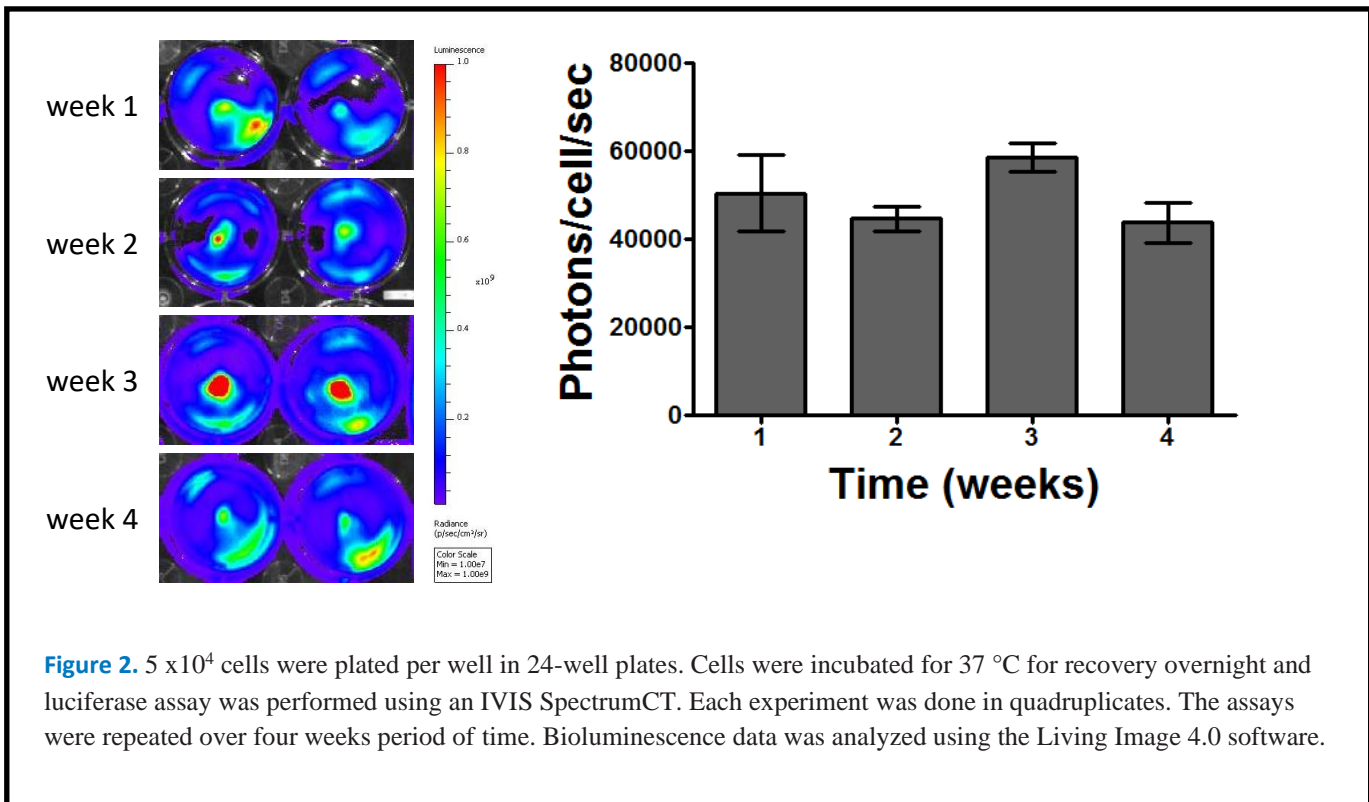 week 1
week 2
week 3
week 4
Luminescence
1.0
0.8
0.6
x10⁹
0.4
0.2
Radiance
(p/sec/cm²/sr)
Color Scale
Min = 1.00e7
Max = 1.00e9
Photons/cell/sec
80000
60000
40000
20000
0
1 2 3 4
Time (weeks)
Figure 2. 5 x10⁴ cells were plated per well in 24-well plates. Cells were incubated for 37 °C for recovery overnight and
luciferase assay was performed using an IVIS SpectrumCT. Each experiment was done in quadruplicates. The assays
were repeated over four weeks period of time. Bioluminescence data was analyzed using the Living Image 4.0 software.